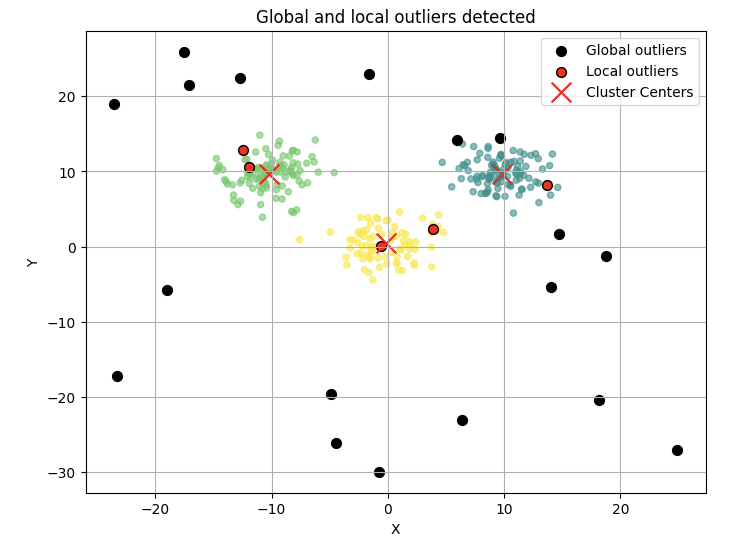 Global and local outliers detected
Global outliers
Local outliers
Cluster Centers
Y
20
10
0
−10
−20
−30
−20
−10
0
10
20
X